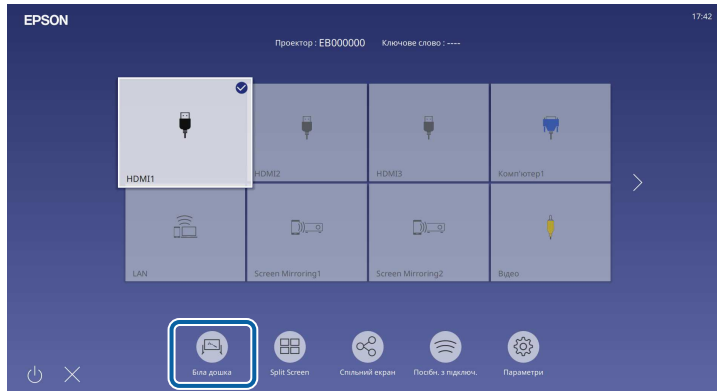 EPSON
17:42
Проектор : EB000000 Ключове слово : ----
HDMI1
HDMI2
HDMI3
Комп'ютер1
LAN
Screen Mirroring1
Screen Mirroring2
Відео
Біла дошка
Split Screen
Спільний екран
Посібн. з підключ.
Параметри